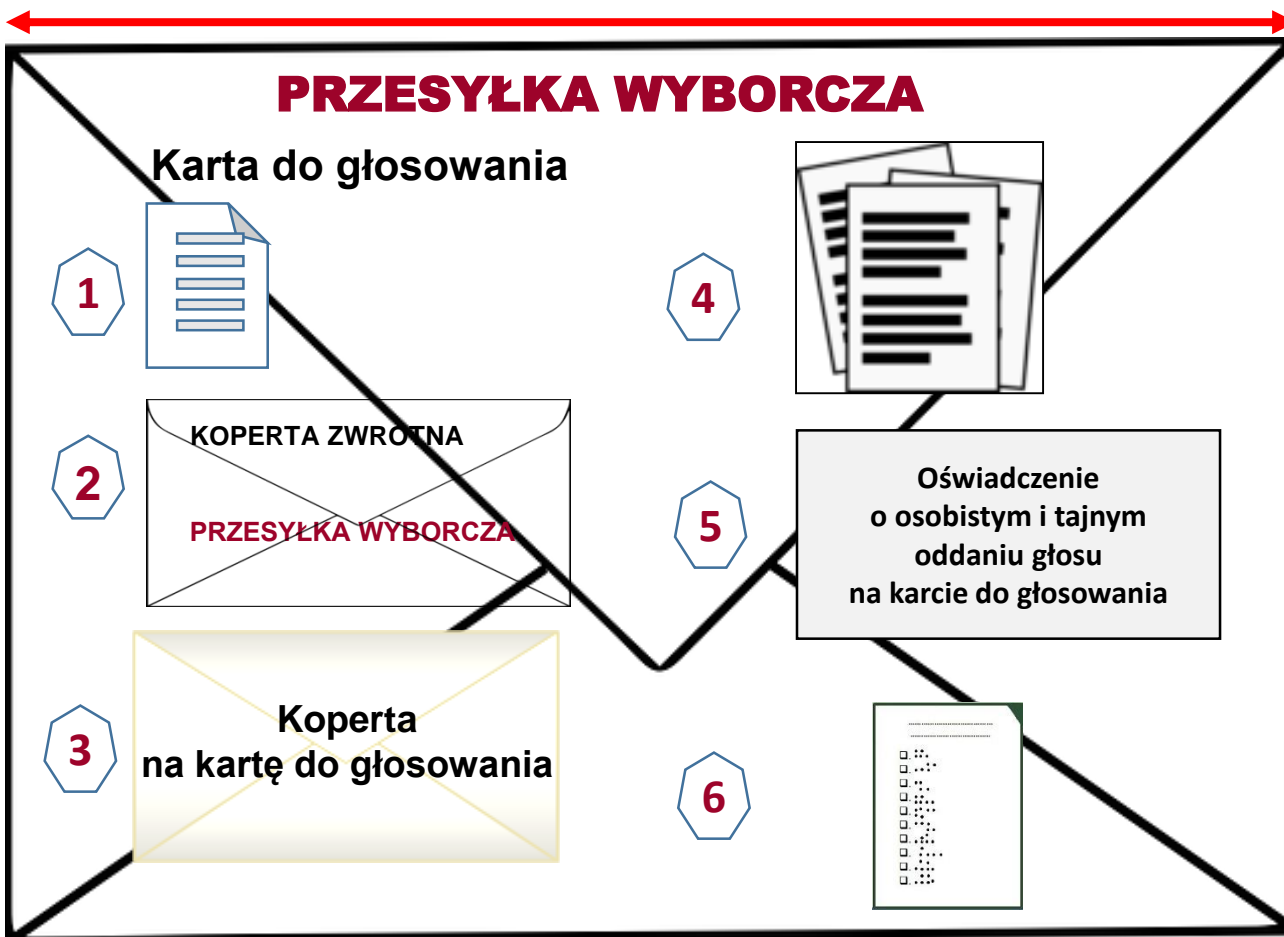 PRZESYŁKA WYBORCZA
Karta do głosowania
1
2
KOPERTA ZWROTNA
PRZESYŁKA WYBORCZA
3
Koperta
na kartę do głosowania
4
5
Oświadczenie
o osobistym i tajnym
oddaniu głosu
na karcie do głosowania
6